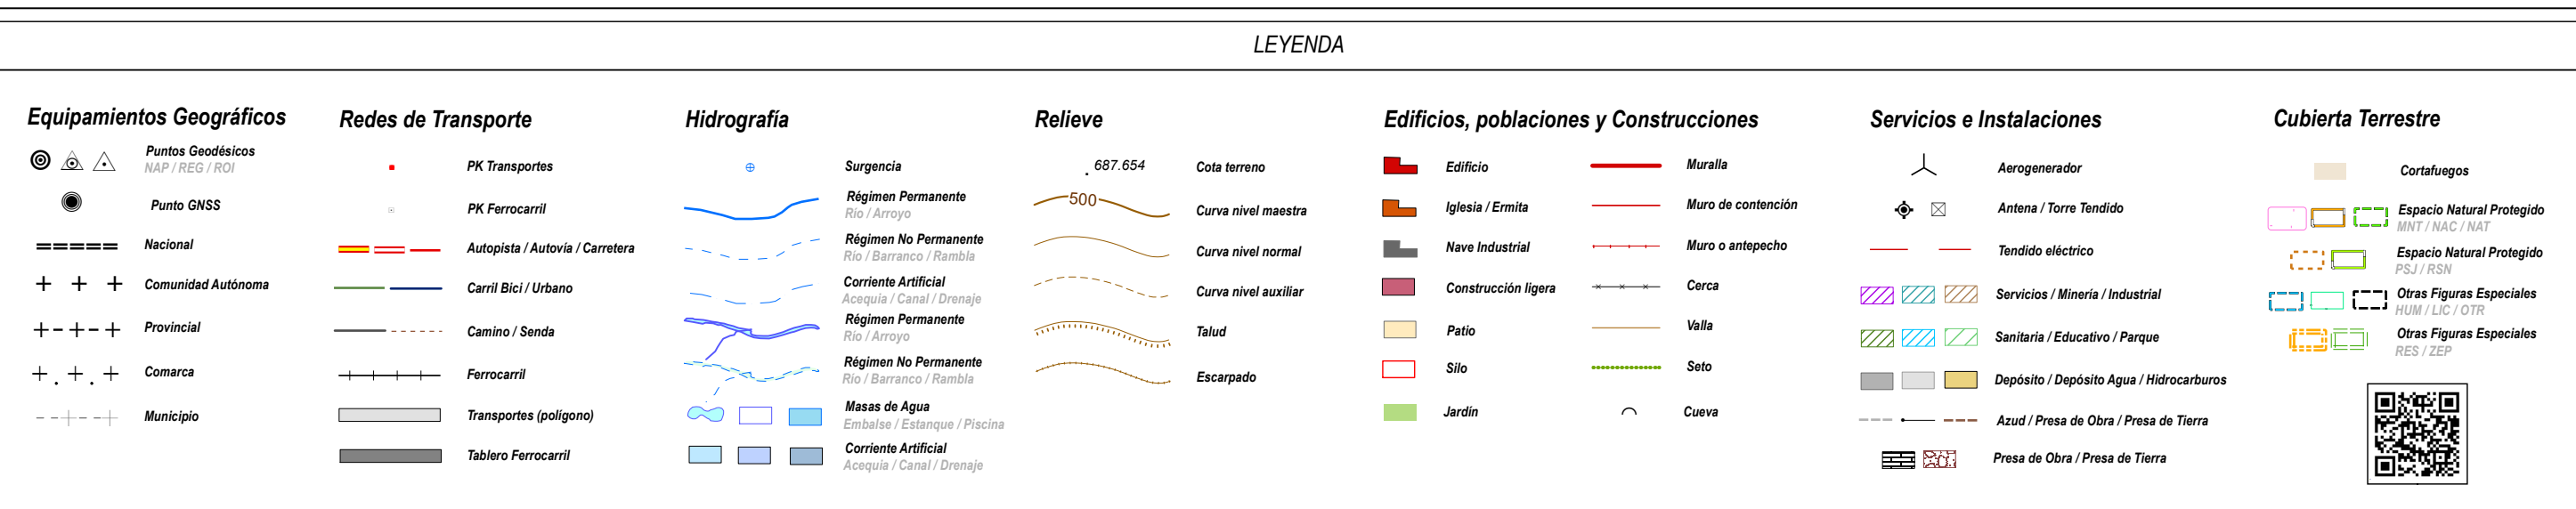 LEYENDA
Equipamientos Geográficos
Puntos Geodésicos
NAP / REG / ROI
Punto GNSS
Nacional
Comunidad Autónoma
Provincial
Comarca
Municipio
Redes de Transporte
PK Transportes
PK Ferrocarril
Autopista / Autovía / Carretera
Carril Bici / Urbano
Camino / Senda
Ferrocarril
Transportes (polígono)
Tablero Ferrocarril
Hidrografía
Surgencia
Régimen Permanente
Río / Arroyo
Régimen No Permanente
Río / Barranco / Rambla
Corriente Artificial
Acequia / Canal / Drenaje
Régimen Permanente
Río / Arroyo
Régimen No Permanente
Río / Barranco / Rambla
Masas de Agua
Embalse / Estanque / Piscina
Corriente Artificial
Acequia / Canal / Drenaje
Relieve
687.654 Cota terreno
500 Curva nivel maestra
Curva nivel normal
Curva nivel auxiliar
Talud
Escarpado
Edificios, poblaciones y Construcciones
Edificio
Iglesia / Ermita
Nave Industrial
Construcción ligera
Patio
Silo
Jardín
Muralla
Muro de contención
Muro o antepecho
Cerca
Valla
Seto
Cueva
Servicios e Instalaciones
Aerogenerador
Antena / Torre Tendido
Tendido eléctrico
Servicios / Minería / Industrial
Sanitaria / Educativo / Parque
Depósito / Depósito Agua / Hidrocarburos
Azud / Presa de Obra / Presa de Tierra
Presa de Obra / Presa de Tierra
Cubierta Terrestre
Cortafuegos
Espacio Natural Protegido
MNT / NAC / NAT
Espacio Natural Protegido
PSJ / RSN
Otras Figuras Especiales
HUM / LIC / OTR
Otras Figuras Especiales
RES / ZEP